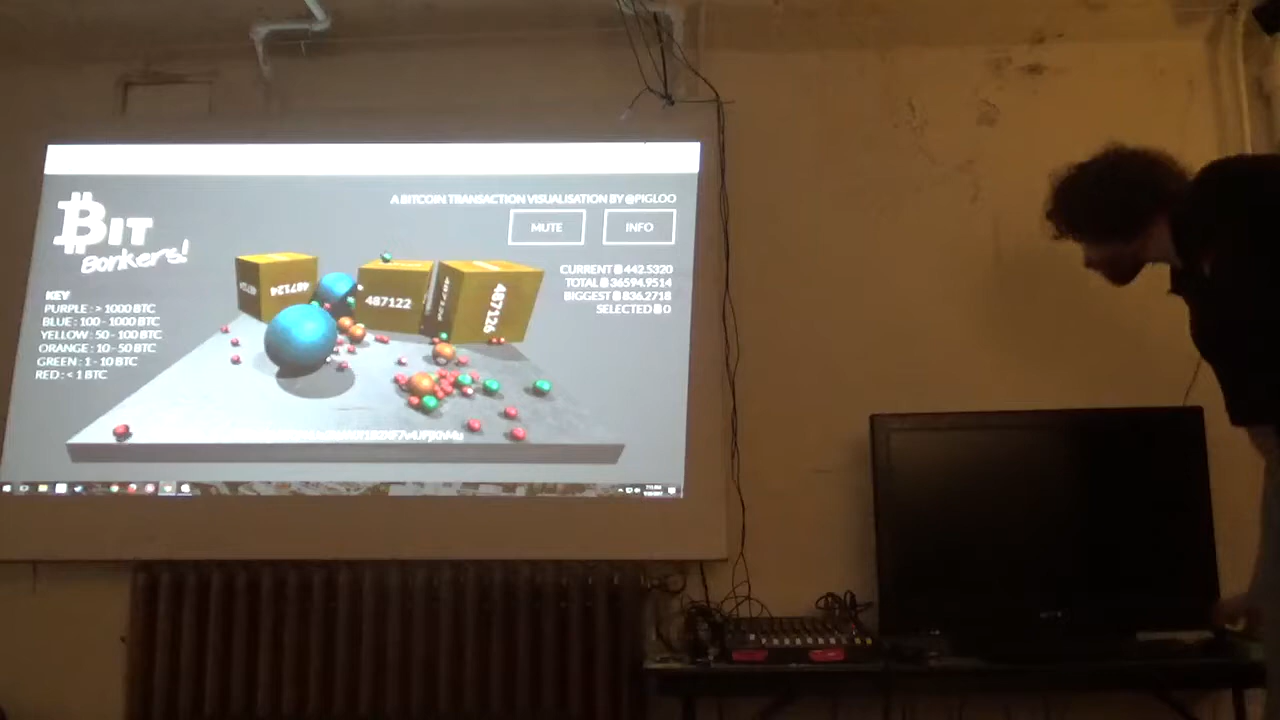 BIT
Bonkers!
A BITCOIN TRANSACTION VISUALISATION BY @PIGLOO
MUTE
INFO
CURRENT 442.5320
TOTAL 36594.9514
BIGGEST 836.2718
SELECTED 0
KEY
PURPLE : > 1000 BTC
BLUE : 100 - 1000 BTC
YELLOW : 50 - 100 BTC
ORANGE : 10 - 50 BTC
GREEN : 1 - 10 BTC
RED : < 1 BTC
487124
487122
487126